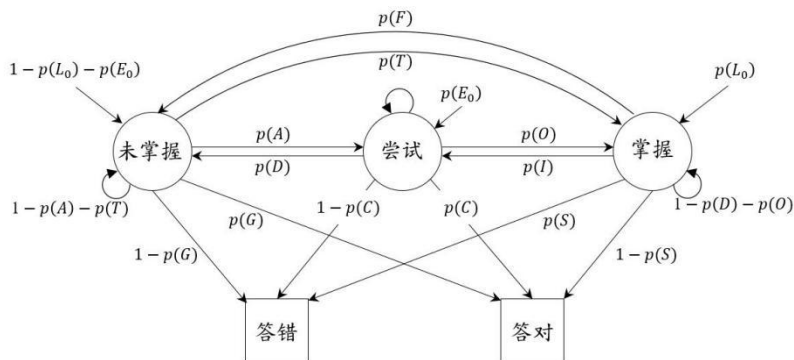 p(F)
p(T)
1-p(L₀)-p(E₀)
p(E₀)
p(L₀)
未掌握
p(A)
p(D)
尝试
p(O)
p(I)
掌握
1-p(A)-p(T)
1-p(D)-p(O)
p(G)
1-p(C)
p(C)
p(S)
1-p(G)
1-p(S)
答错
答对